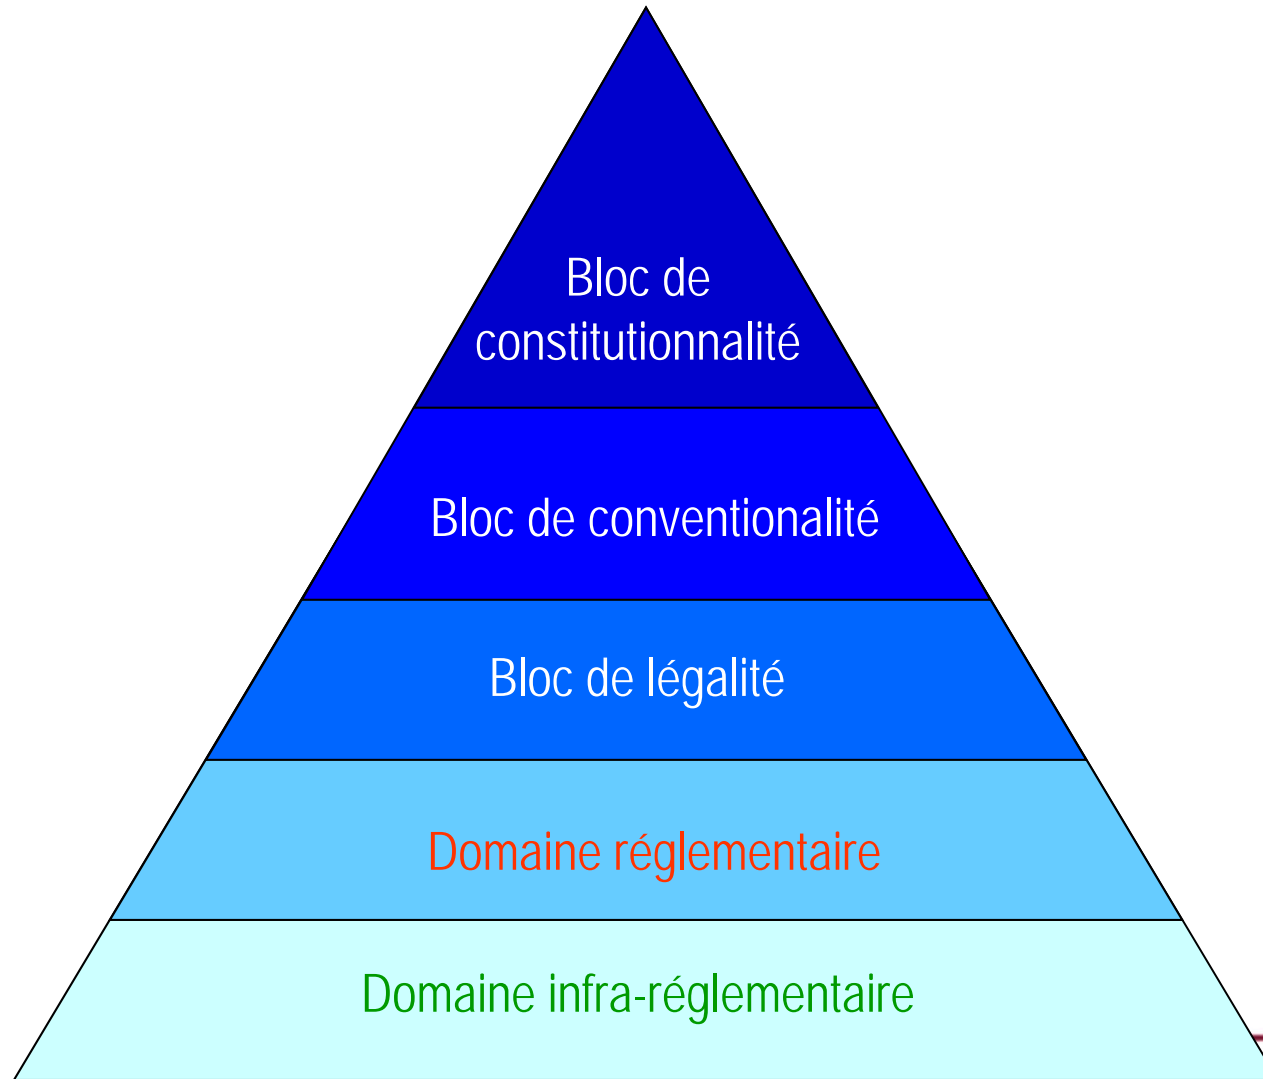 Bloc de
constitutionnalité
Bloc de conventionalité
Bloc de légalité
Domaine réglementaire
Domaine infra-réglementaire